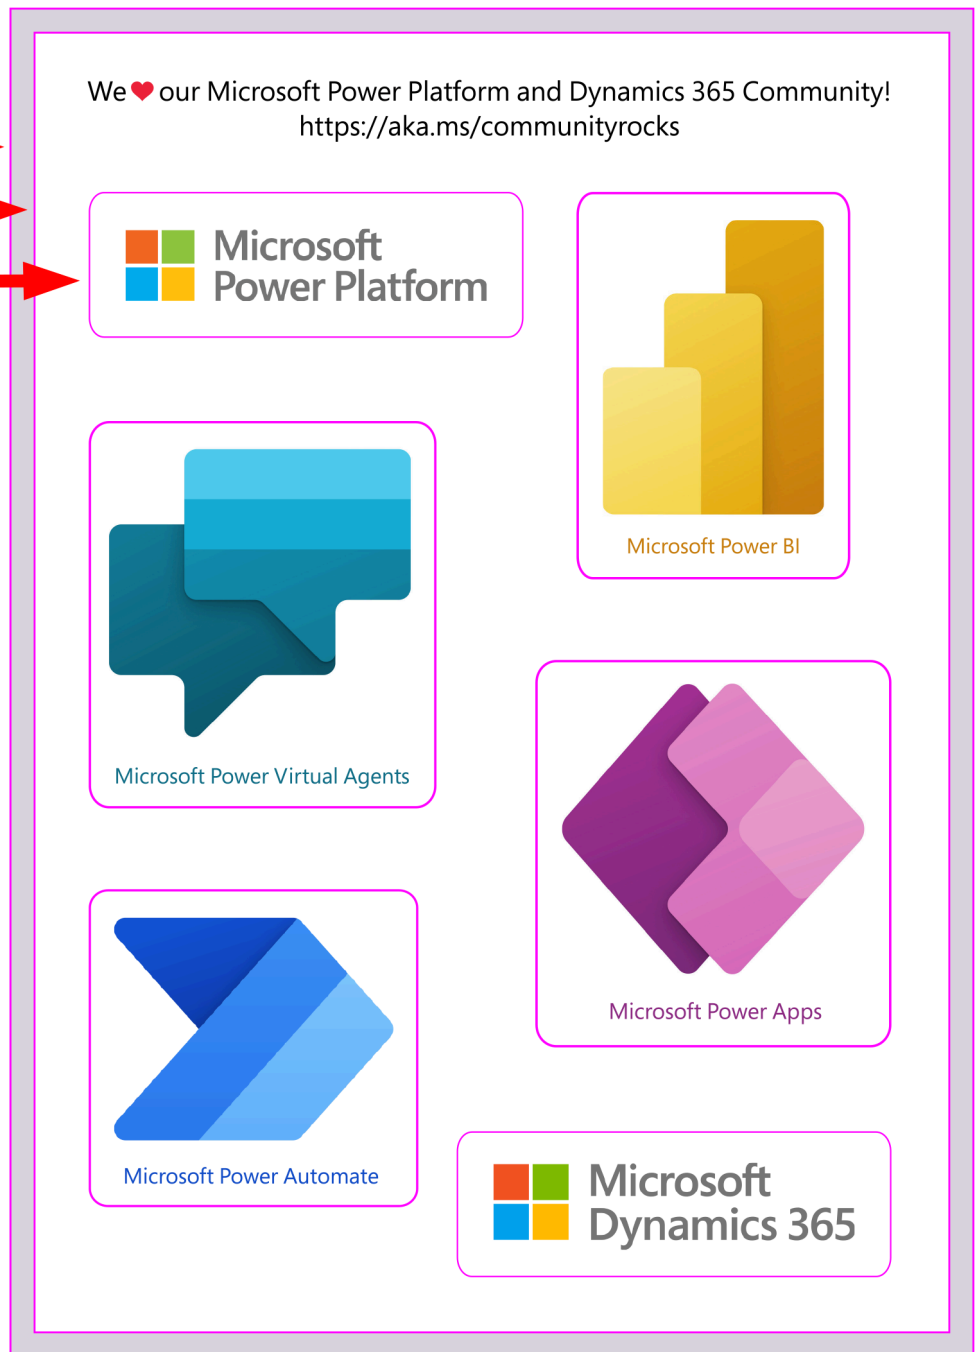 We ❤ our Microsoft Power Platform and Dynamics 365 Community!
https://aka.ms/communityrocks
Microsoft
Power Platform
Microsoft Power BI
Microsoft Power Virtual Agents
Microsoft Power Apps
Microsoft Power Automate
Microsoft
Dynamics 365